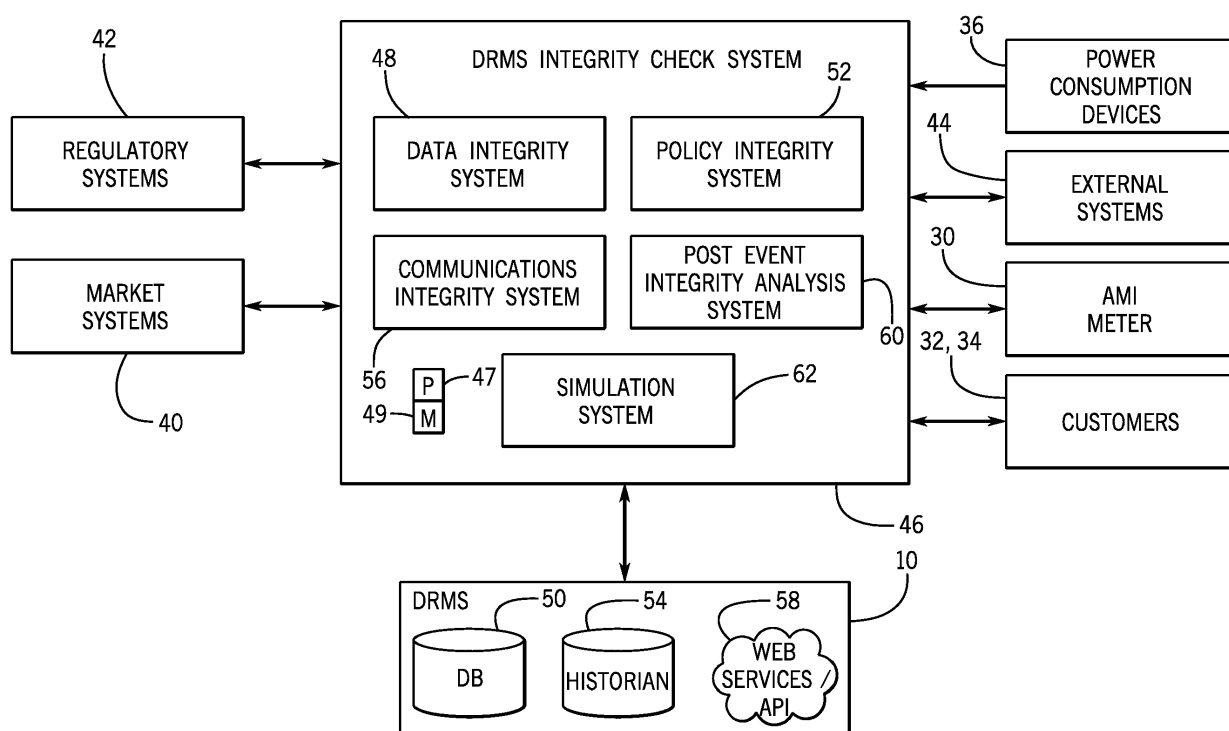 42
REGULATORY
SYSTEMS
MARKET
SYSTEMS
40
DRMS INTEGRITY CHECK SYSTEM
48
DATA INTEGRITY
SYSTEM
52
POLICY INTEGRITY
SYSTEM
COMMUNICATIONS
INTEGRITY SYSTEM
56
POST EVENT
INTEGRITY ANALYSIS
SYSTEM
60
P
47
49
M
SIMULATION
SYSTEM
62
46
36
POWER
CONSUMPTION
DEVICES
44
EXTERNAL
SYSTEMS
30
AMI
METER
32, 34
CUSTOMERS
10
DRMS
50
DB
54
HISTORIAN
58
WEB
SERVICES /
API